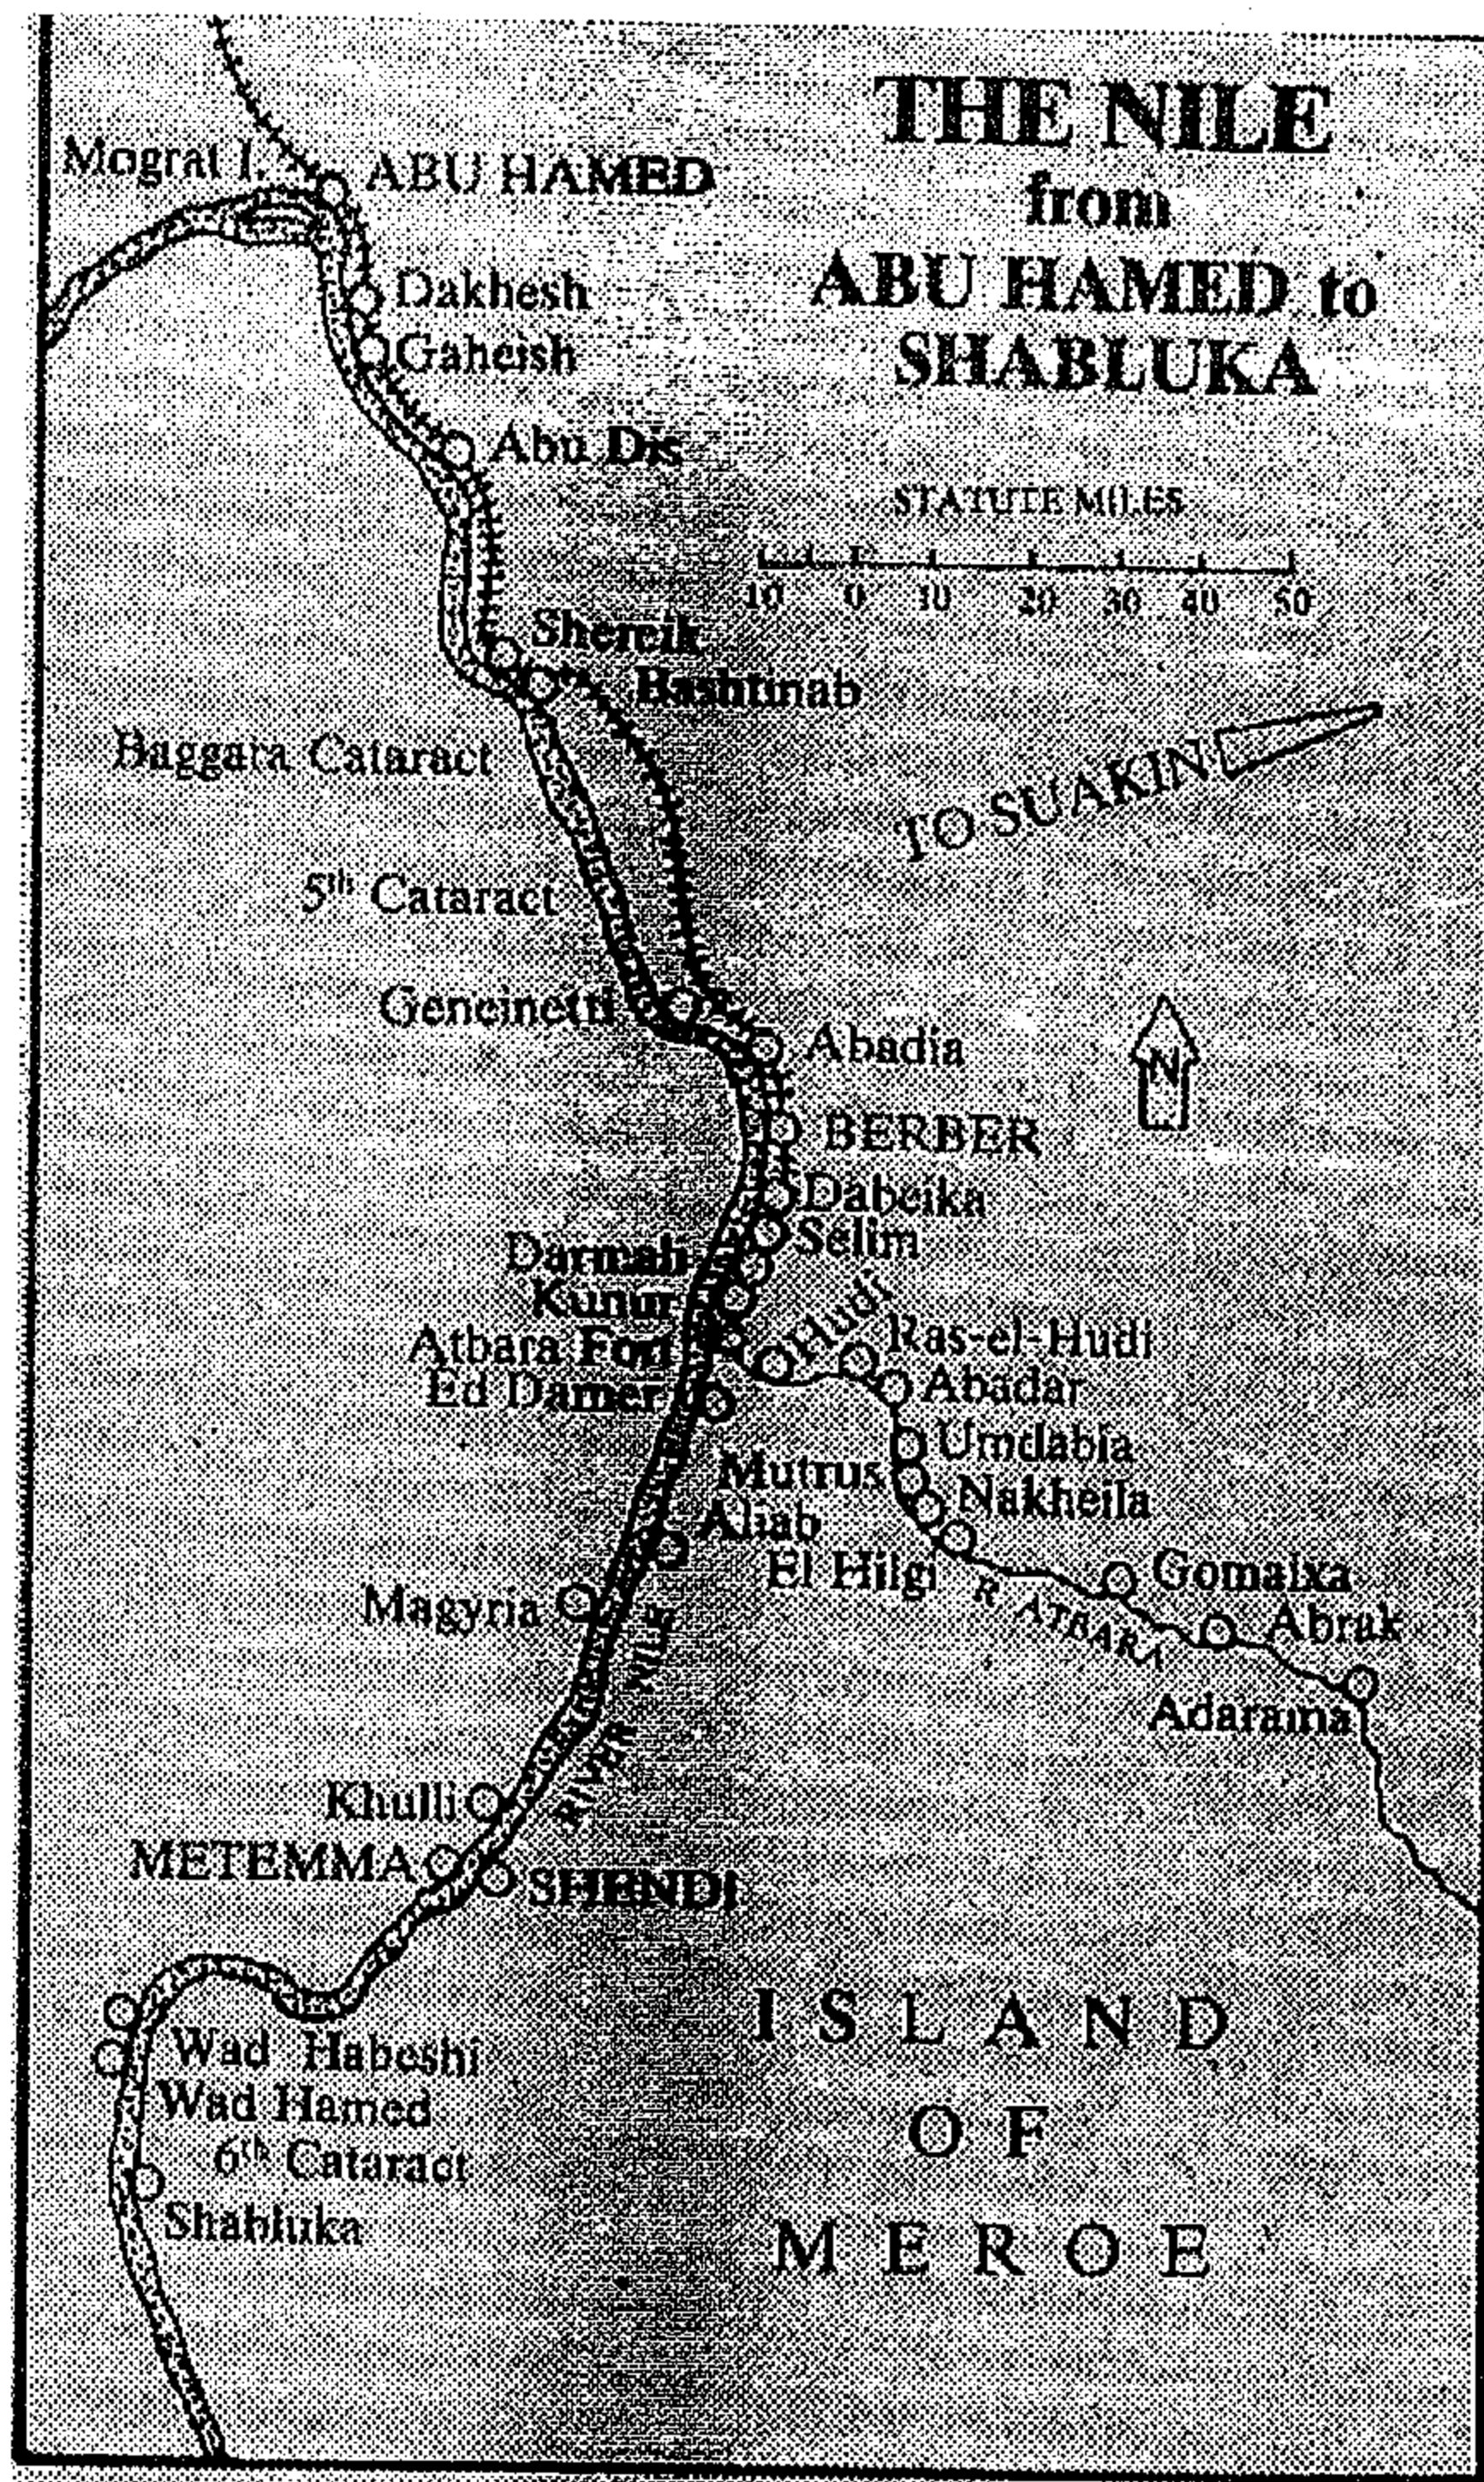 THE NILE
from
ABU HAMED to
SHABLUKA
STATUTE MILES
10 0 10 20 30 40 50
Mograt I.
ABU HAMED
Dakhesh
Gaheish
Abu Dis
Shereik
Bashtinab
Baggara Cataract
TO SUAKIN
5th Cataract
Geneinetti
Abadia
N
BERBER
Dabeika
Selim
Darmali
Kunur
Hudi
Atbara Fort
Ras-el-Hudi
Ed Damer
Abadar
Umdabia
Mutrus
Nakheila
Aliab
El Hilgi
Gomaixa
Magyria
R. ATBARA
Abrak
RIVER NILE
Adarama
Khulli
METEMMA
SHENDI
Wad Habeshi
Wad Hamed
6th Cataract
Shabluka
ISLAND
OF
MEROE